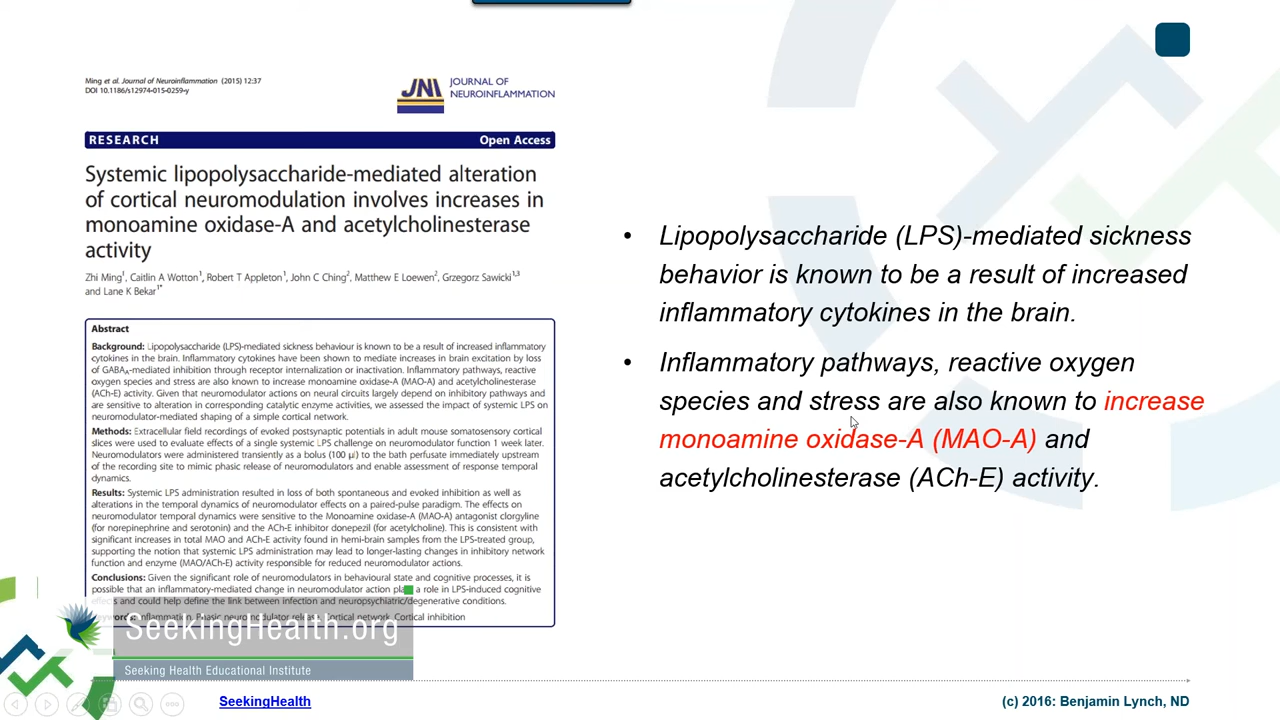 Ming et al. Journal of Neuroinflammation (2015) 12:37
DOI 10.1186/s12974-015-0259-y
JNI
JOURNAL OF
NEUROINFLAMMATION
RESEARCH
Open Access
Systemic lipopolysaccharide-mediated alteration
of cortical neuromodulation involves increases in
monoamine oxidase-A and acetylcholinesterase
activity
Zhi Ming1, Caitlin A Wotton1, Robert T Appleton1, John C Ching2, Matthew E Loewen2, Grzegorz Sawicki1,3
and Lane K Bekar1*
Abstract
Background: Lipopolysaccharide (LPS)-mediated sickness behaviour is known to be a result of increased inflammatory
cytokines in the brain. Inflammatory cytokines have been shown to mediate increases in brain excitation by loss
of GABAA-mediated inhibition through receptor internalization or inactivation. Inflammatory pathways, reactive
oxygen species and stress are also known to increase monoamine oxidase-A (MAO-A) and acetylcholinesterase
(ACh-E) activity. Given that neuromodulator actions on neural circuits largely depend on inhibitory pathways and
are sensitive to alteration in corresponding catalytic enzyme activities, we assessed the impact of systemic LPS on
neuromodulator-mediated shaping of a simple cortical network.
Methods: Extracellular field recordings of evoked postsynaptic potentials in adult mouse somatosensory cortical
slices were used to evaluate effects of a single systemic LPS challenge on neuromodulator function 1 week later.
Neuromodulators were administered transiently as a bolus (100 μl) to the bath perfusate immediately upstream
of the recording site to mimic phasic release of neuromodulators and enable assessment of response temporal
dynamics.
Results: Systemic LPS administration resulted in loss of both spontaneous and evoked inhibition as well as
alterations in the temporal dynamics of neuromodulator effects on a paired-pulse paradigm. The effects on
neuromodulator temporal dynamics were sensitive to the Monoamine oxidase-A (MAO-A) antagonist clorgyline
(for norepinephrine and serotonin) and the ACh-E inhibitor donepezil (for acetylcholine). This is consistent with
significant increases in total MAO and ACh-E activity found in hemi-brain samples from the LPS-treated group,
supporting the notion that systemic LPS administration may lead to longer-lasting changes in inhibitory network
function and enzyme (MAO/ACh-E) activity responsible for reduced neuromodulator actions.
Conclusions: Given the significant role of neuromodulators in behavioural state and cognitive processes, it is
possible that an inflammatory-mediated change in neuromodulator action a role in LPS-induced cognitive
effects and could help define the link between infection and neuropsychiatric/degenerative conditions.
Inflammation, Phasic neuromodulator release, Cortical network, Cortical inhibition
SeekingHealth.org
Seeking Health Educational Institute
• Lipopolysaccharide (LPS)-mediated sickness
behavior is known to be a result of increased
inflammatory cytokines in the brain.
• Inflammatory pathways, reactive oxygen
species and stress are also known to increase
monoamine oxidase-A (MAO-A) and
acetylcholinesterase (ACh-E) activity.
SeekingHealth
(c) 2016: Benjamin Lynch, ND